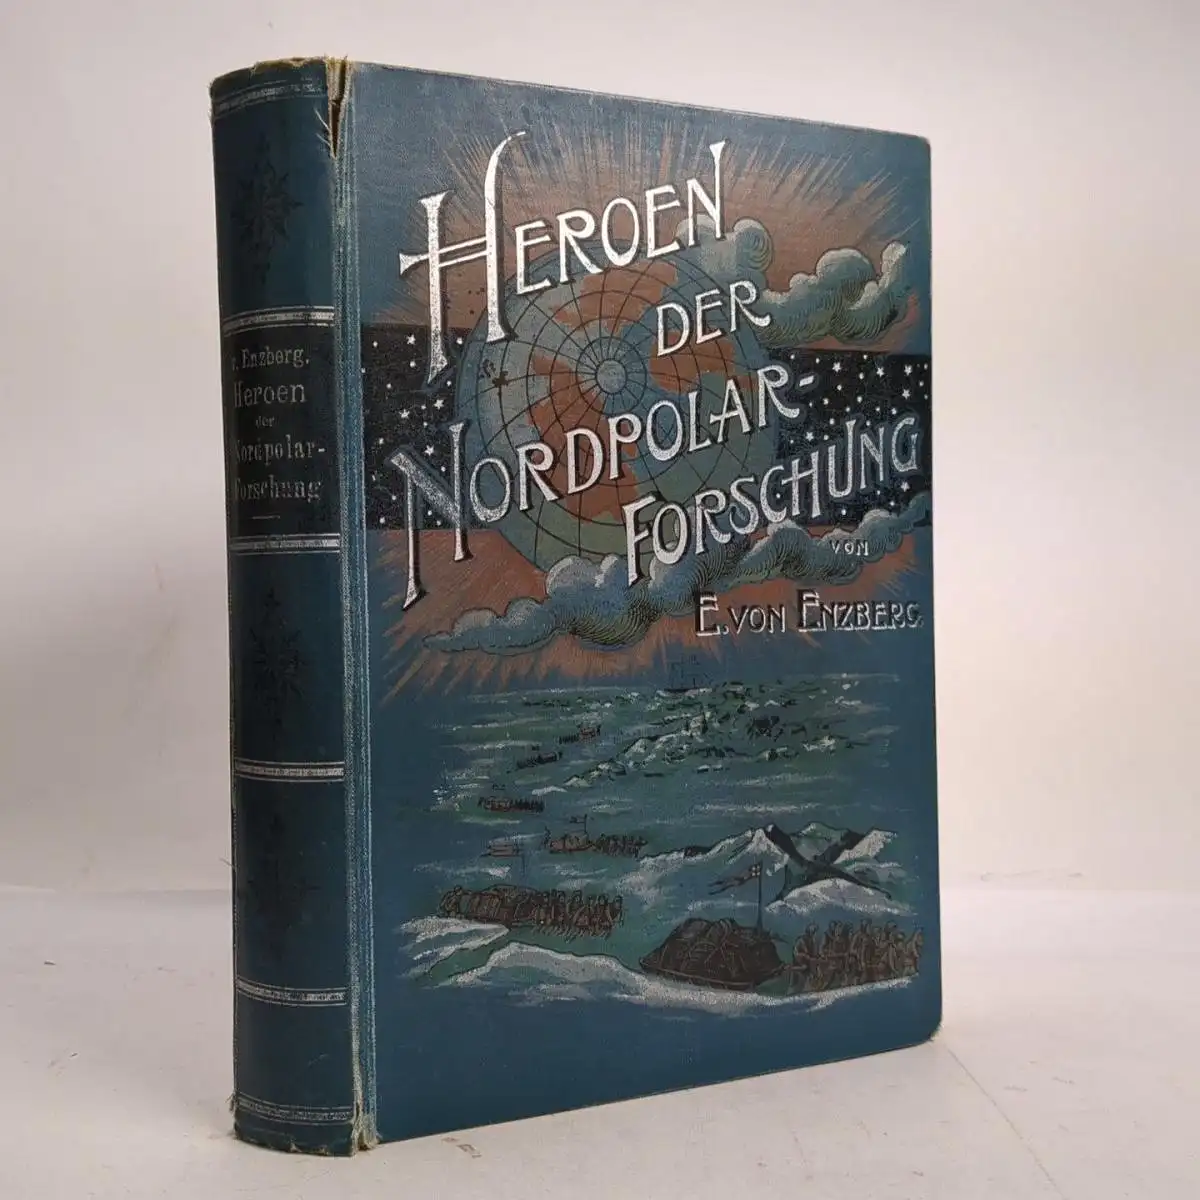 v. Enzberg.
Heroen
der
Nordpolar-
Forschung
HEROEN
DER
NORDPOLAR-
FORSCHUNG
VON
E. VON ENZBERG.